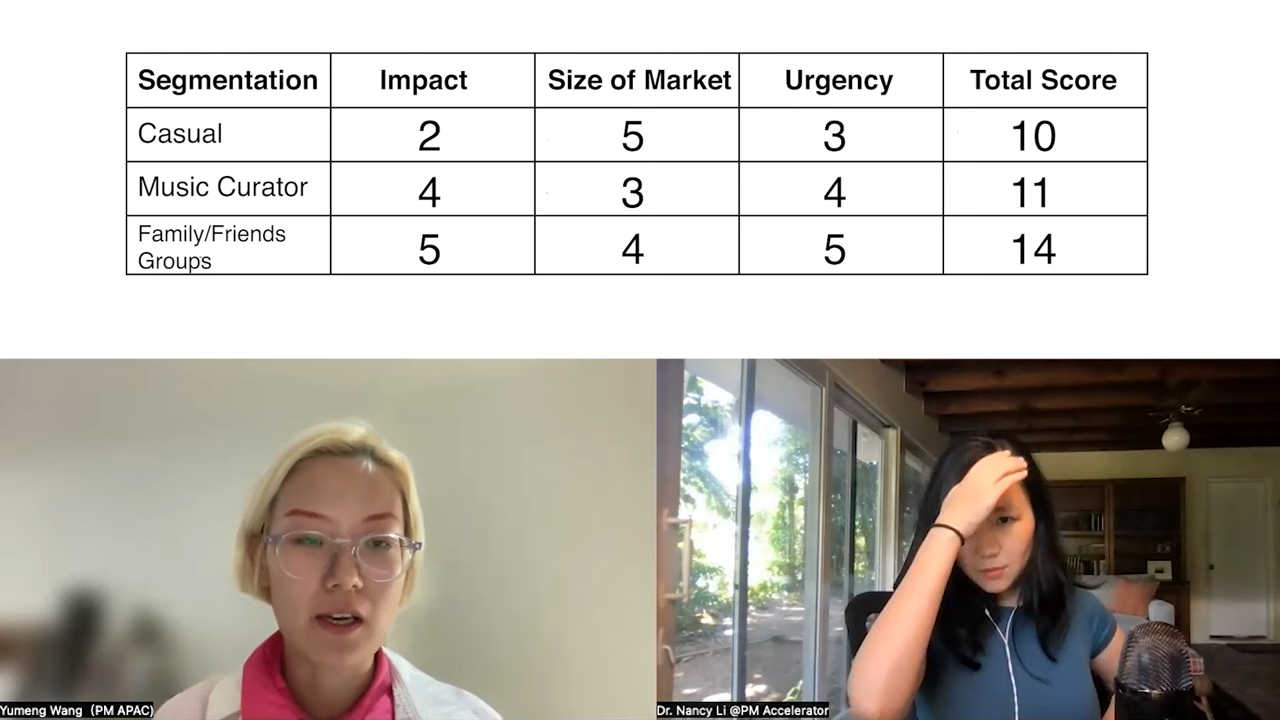 Segmentation Impact Size of Market Urgency Total Score
Casual 2 5 3 10
Music Curator 4 3 4 11
Family/Friends
Groups 5 4 5 14
Yumeng Wang (PM APAC) Dr. Nancy Li @PM Accelerator